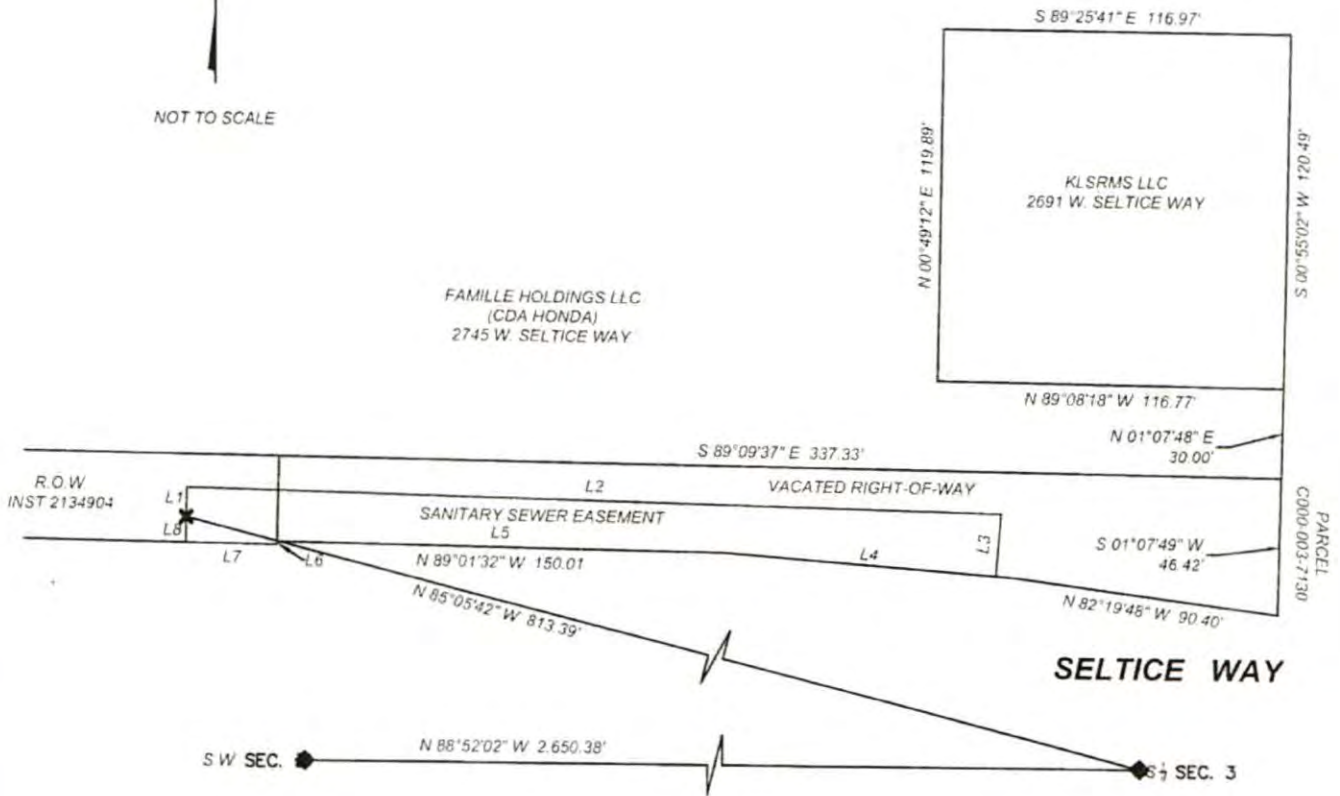 S 89°25'41" E 116.97'
NOT TO SCALE
N 00°49'12" E 119.89'
KLSRMS LLC
2691 W. SELTICE WAY
S 00°55'02" W 120.49'
FAMILLE HOLDINGS LLC
(CDA HONDA)
2745 W. SELTICE WAY
N 89°08'18" W 116.77'
N 01°07'48" E
30.00'
S 89°09'37" E 337.33'
R.O.W
INST 2134904
L1
L2
VACATED RIGHT-OF-WAY
L8
SANITARY SEWER EASEMENT
L5
L3
L7
L6
N 89°01'32" W 150.01
L4
S 01°07'49" W
46.42'
PARCEL
C000-003-7130
N 85°05'42" W 813.39'
N 82°19'48" W 90.40'
SELTICE WAY
N 88°52'02" W 2,650.38'
S W SEC.
S ½ SEC. 3